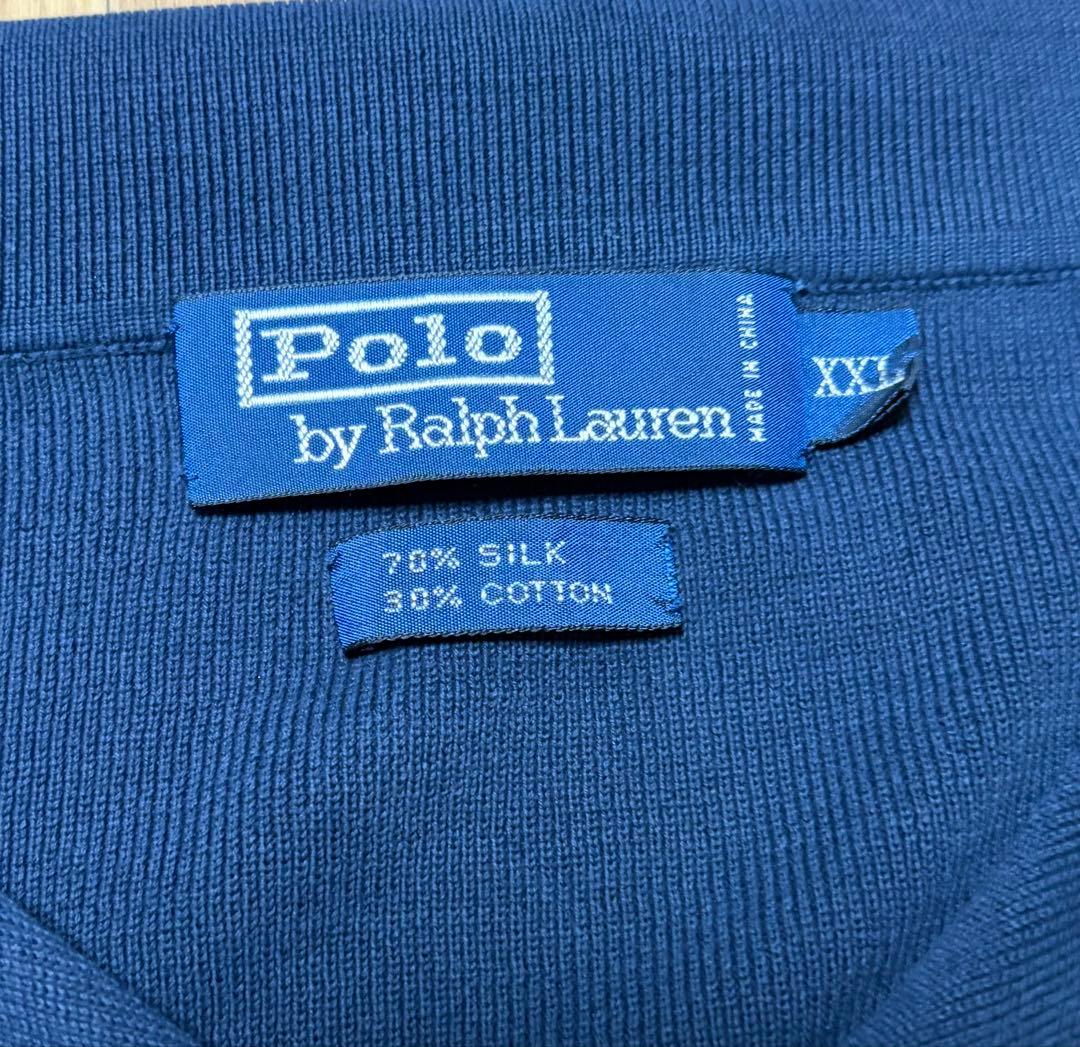 Polo
by Ralph Lauren
MADE IN CHINA
XXL
70% SILK
30% COTTON